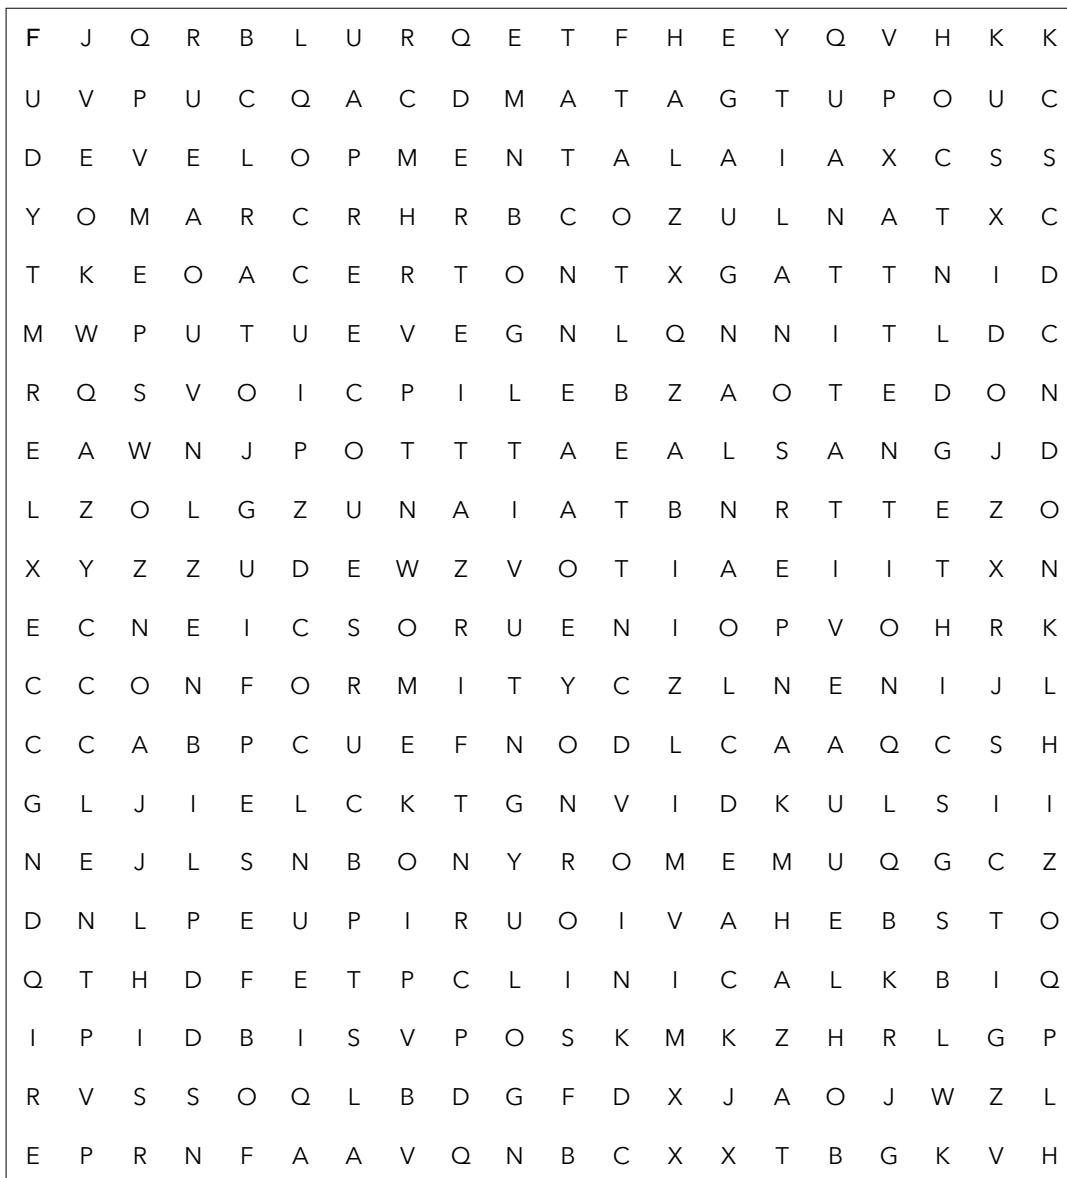 F J Q R B L U R Q E T F H E Y Q V H K K
U V P U C Q A C D M A T A G T U P O U C
D E V E L O P M E N T A L A I A X C S S
Y O M A R C R H R B C O Z U L N A T X C
T K E O A C E R T O N T X G A T T N I D
M W P U T U E V E G N L Q N N I T L D C
R Q S V O I C P I L E B Z A O T E D O N
E A W N J P O T T T A E A L S A N G J D
L Z O L G Z U N A I A T B N R T T E Z O
X Y Z Z U D E W Z V O T I A E I I T X N
E C N E I C S O R U E N I O P V O H R K
C C O N F O R M I T Y C Z L N E N I J L
C C A B P C U E F N O D L C A A Q C S H
G L J I E L C K T G N V I D K U L S I I
N E J L S N B O N Y R O M E M U Q G C Z
D N L P E U P I R U O I V A H E B S T O
Q T H D F E T P C L I N I C A L K B I Q
I P I D B I S V P O S K M K Z H R L G P
R V S S O Q L B D G F D X J A O J W Z L
E P R N F A A V Q N B C X X T B G K V H